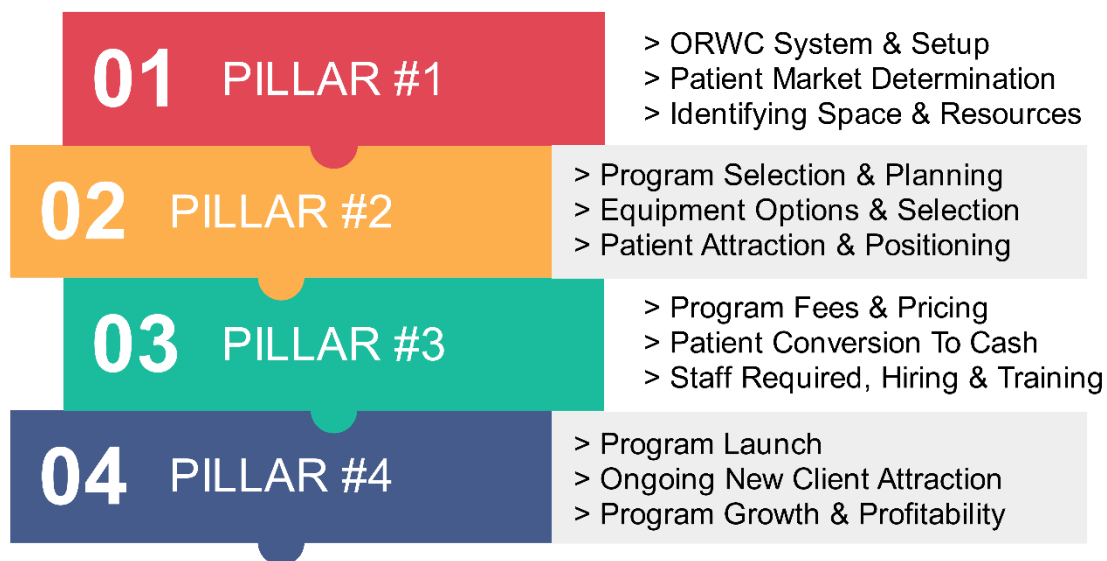 01 PILLAR #1
> ORWC System & Setup
> Patient Market Determination
> Identifying Space & Resources
02 PILLAR #2
> Program Selection & Planning
> Equipment Options & Selection
> Patient Attraction & Positioning
03 PILLAR #3
> Program Fees & Pricing
> Patient Conversion To Cash
> Staff Required, Hiring & Training
04 PILLAR #4
> Program Launch
> Ongoing New Client Attraction
> Program Growth & Profitability